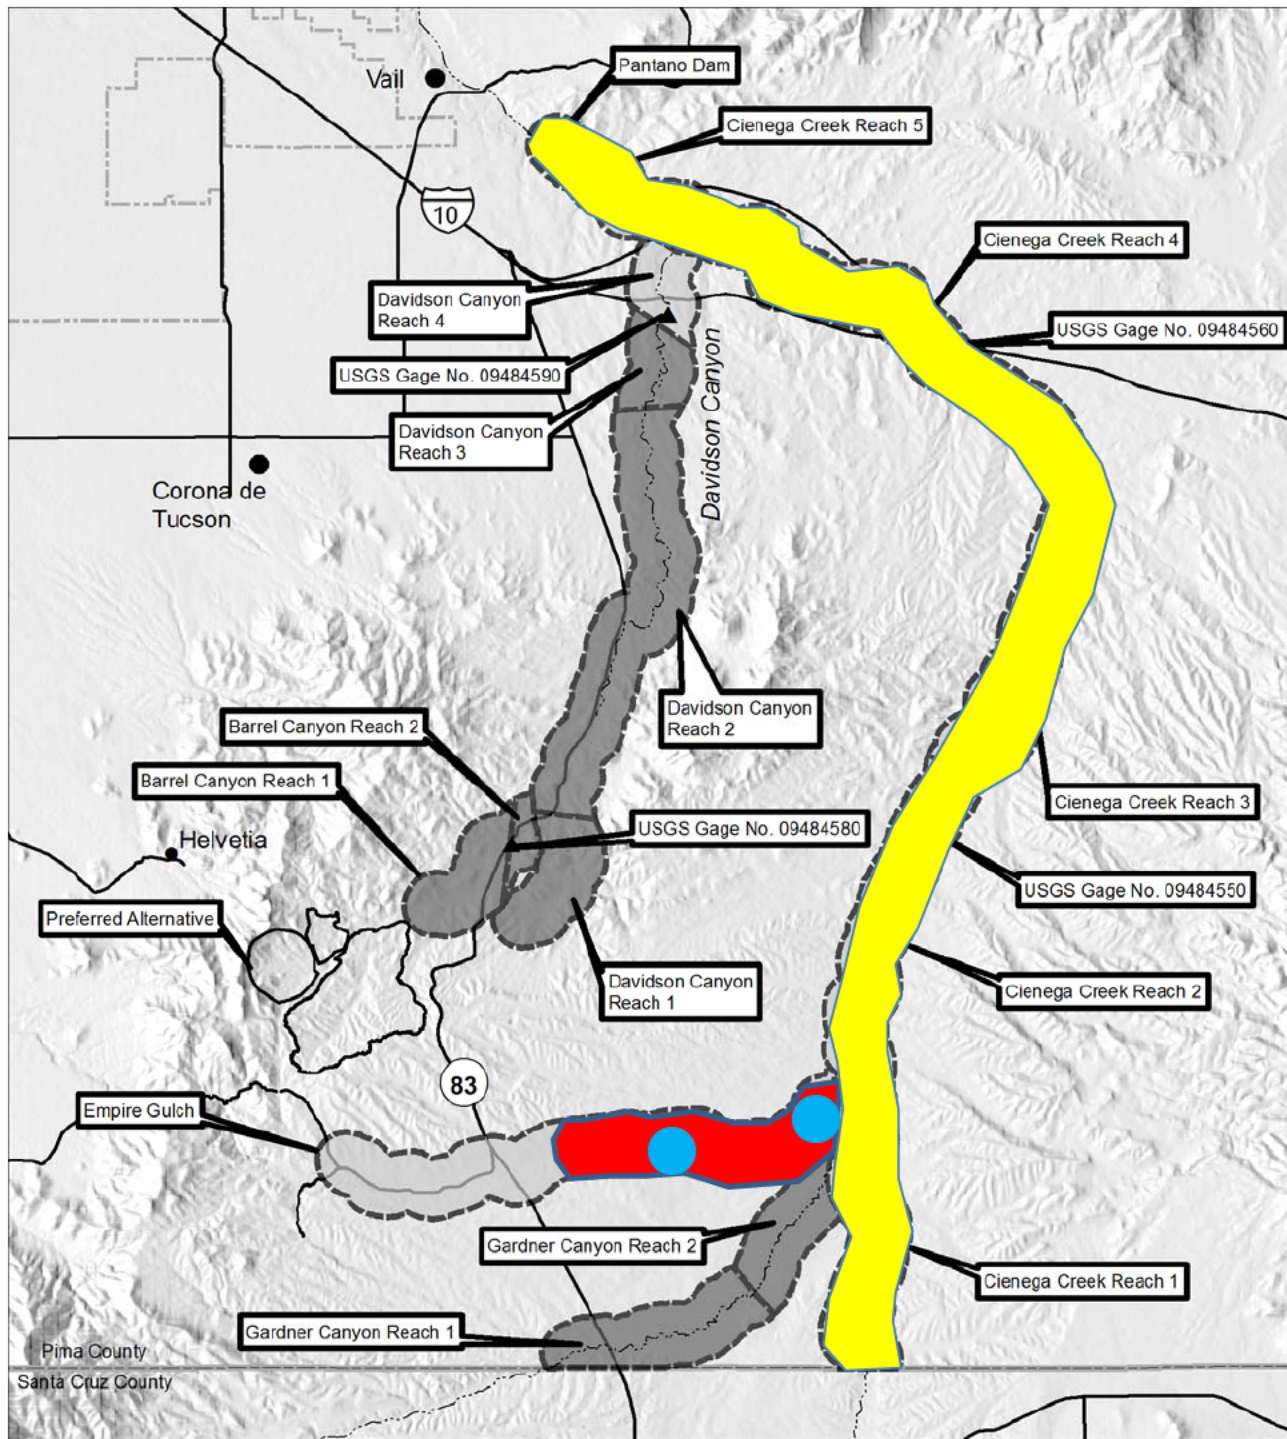 Pantano Dam
Vail
Cienega Creek Reach 5
10
Cienega Creek Reach 4
Davidson Canyon
Reach 4
USGS Gage No. 09484560
USGS Gage No. 09484590
Davidson Canyon
Davidson Canyon
Reach 3
Corona de
Tucson
Davidson Canyon
Reach 2
Barrel Canyon Reach 2
Barrel Canyon Reach 1
Cienega Creek Reach 3
USGS Gage No. 09484580
Helvetia
USGS Gage No. 09484550
Preferred Alternative
Davidson Canyon
Reach 1
Cienega Creek Reach 2
83
Empire Gulch
Gardner Canyon Reach 2
Cienega Creek Reach 1
Gardner Canyon Reach 1
Pima County
Santa Cruz County